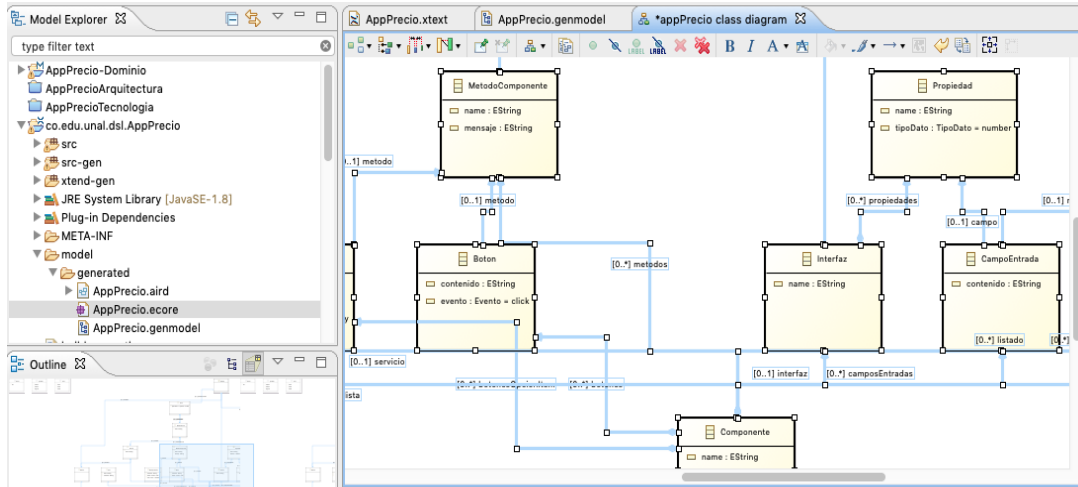 Model Explorer
type filter text
AppPrecio-Dominio
AppPrecioArquitectura
AppPrecioTecnologia
co.edu.unal.dsl.AppPrecio
src
src-gen
xtend-gen
JRE System Library [JavaSE-1.8]
Plug-in Dependencies
META-INF
model
generated
AppPrecio.aird
AppPrecio.ecore
AppPrecio.genmodel
Outline
AppPrecio.xtext
AppPrecio.genmodel
*appPrecio class diagram
LABEL
LABEL
B I A
MetodoComponente
name : EString
mensaje : EString
Propiedad
name : EString
tipoDato : TipoDato = number
..1] metodo
[0..1] metodo
[0..*] propiedades
[0..1]
[0..1] campo
Boton
contenido : EString
evento : Evento = click
[0..*] metodos
Interfaz
name : EString
CampoEntrada
contenido : EString
[0..*] listado
[0..1] servicio
[0..1] interfaz
[0..*] camposEntradas
ista
Componente
name : EString